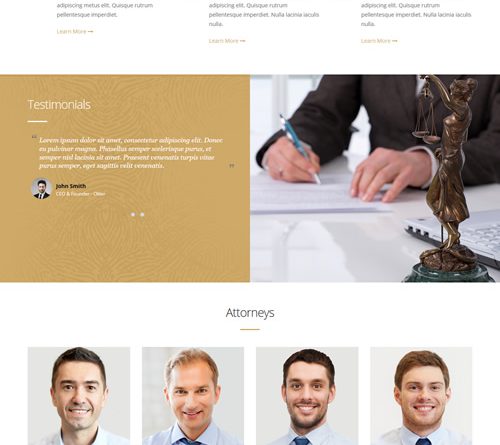 adipiscing metus elit. Quisque rutrum
pellentesque imperdiet.
Learn More
adipiscing elit. Quisque rutrum
pellentesque imperdiet. Nulla lacinia iaculis
nulla.
Learn More
adipiscing elit. Quisque rutrum
pellentesque imperdiet. Nulla lacinia iaculis
nulla.
Learn More
Testimonials
“ Lorem ipsum dolor sit amet, consectetur adipiscing elit. Donec
eu pulvinar magna. Phasellus semper scelerisque purus, et
semper nisl lacinia sit amet. Praesent venenatis turpis vitae
purus semper, eget sagittis velit venenatis. ”
John Smith
CEO & Founder - Okler
Attorneys